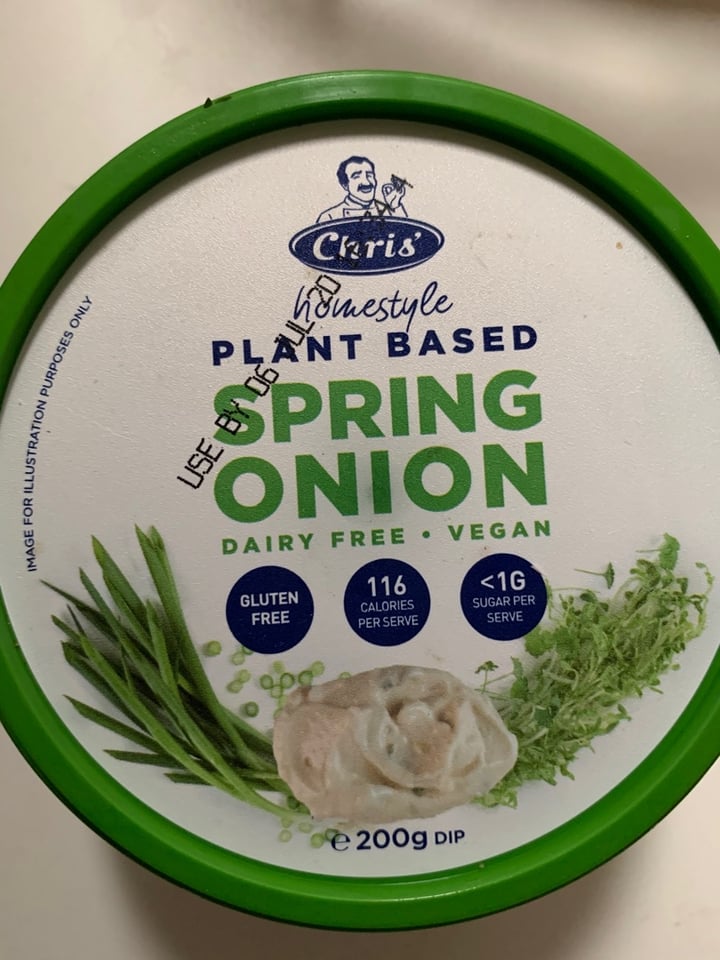 Chris'
homestyle
PLANT BASED
SPRING
ONION
DAIRY FREE • VEGAN
GLUTEN
FREE
116
CALORIES
PER SERVE
<1G
SUGAR PER
SERVE
℮ 200g DIP
IMAGE FOR ILLUSTRATION PURPOSES ONLY
USE BY 06 JUL 20